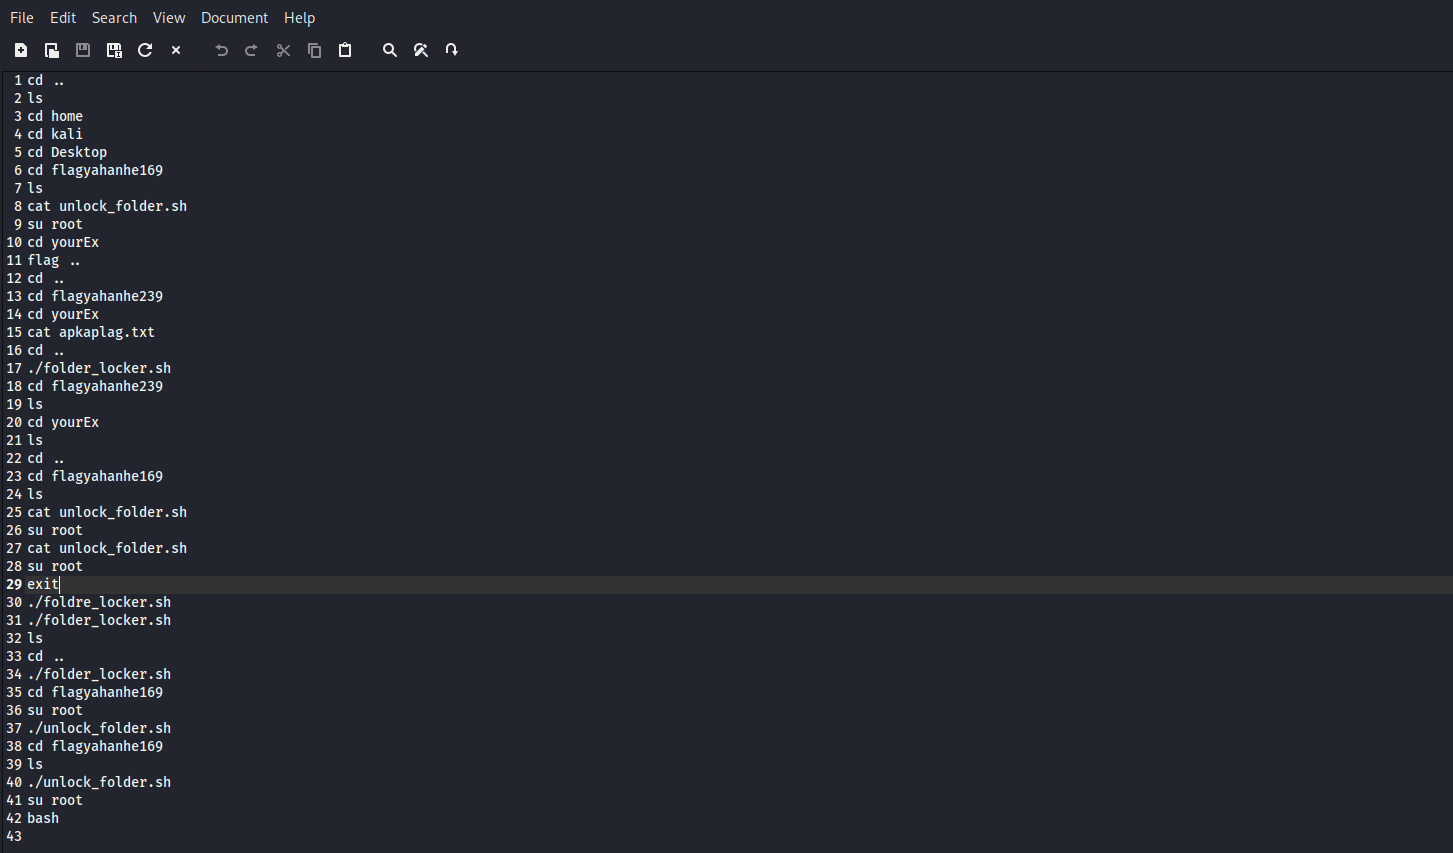 File Edit Search View Document Help
1 cd ..
2 ls
3 cd home
4 cd kali
5 cd Desktop
6 cd flagyahanhe169
7 ls
8 cat unlock_folder.sh
9 su root
10 cd yourEx
11 flag ..
12 cd ..
13 cd flagyahanhe239
14 cd yourEx
15 cat apkaplag.txt
16 cd ..
17 ./folder_locker.sh
18 cd flagyahanhe239
19 ls
20 cd yourEx
21 ls
22 cd ..
23 cd flagyahanhe169
24 ls
25 cat unlock_folder.sh
26 su root
27 cat unlock_folder.sh
28 su root
29 exit
30 ./foldre_locker.sh
31 ./folder_locker.sh
32 ls
33 cd ..
34 ./folder_locker.sh
35 cd flagyahanhe169
36 su root
37 ./unlock_folder.sh
38 cd flagyahanhe169
39 ls
40 ./unlock_folder.sh
41 su root
42 bash
43